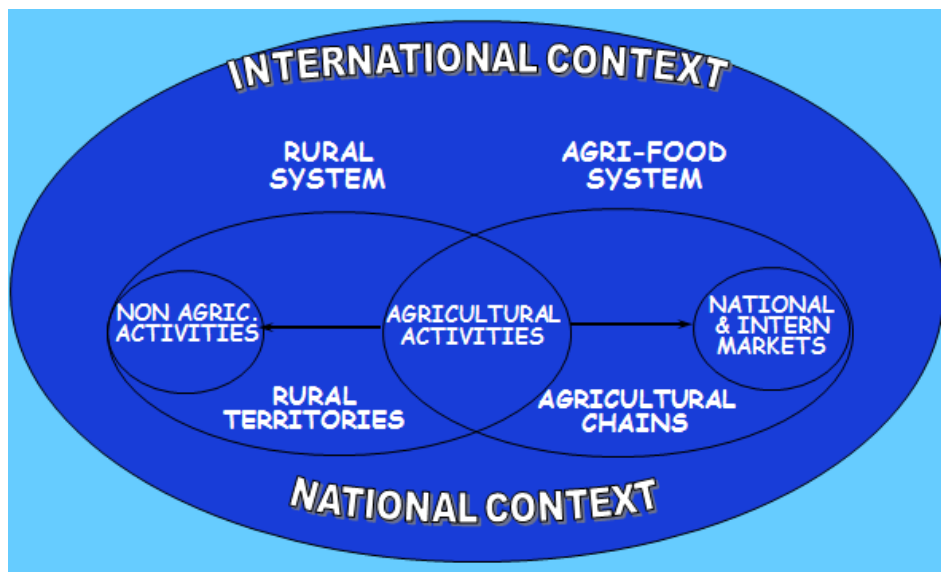 INTERNATIONAL CONTEXT
RURAL
SYSTEM
AGRI-FOOD
SYSTEM
NON AGRIC.
ACTIVITIES
AGRICULTURAL
ACTIVITIES
NATIONAL
& INTERN
MARKETS
RURAL
TERRITORIES
AGRICULTURAL
CHAINS
NATIONAL CONTEXT